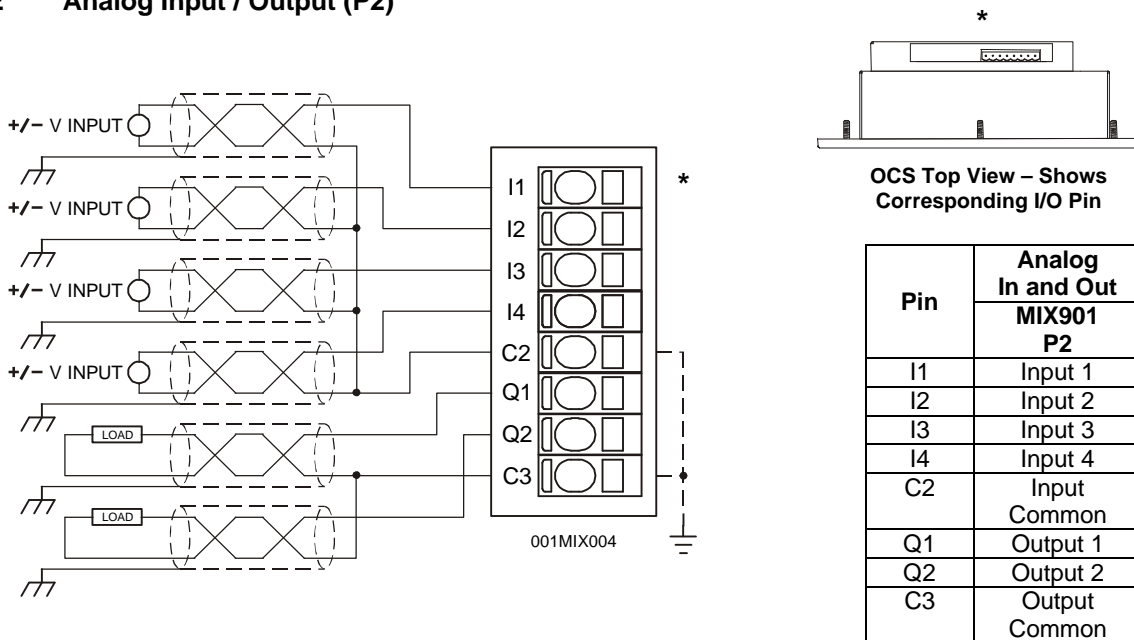 Analog Input / Output (P2)
*
+/− V INPUT
+/− V INPUT
+/− V INPUT
+/− V INPUT
LOAD
LOAD
I1
I2
I3
I4
C2
Q1
Q2
C3
*
001MIX004
OCS Top View – Shows
Corresponding I/O Pin
Pin
Analog
In and Out
MIX901
P2
I1 Input 1
I2 Input 2
I3 Input 3
I4 Input 4
C2 Input
Common
Q1 Output 1
Q2 Output 2
C3 Output
Common